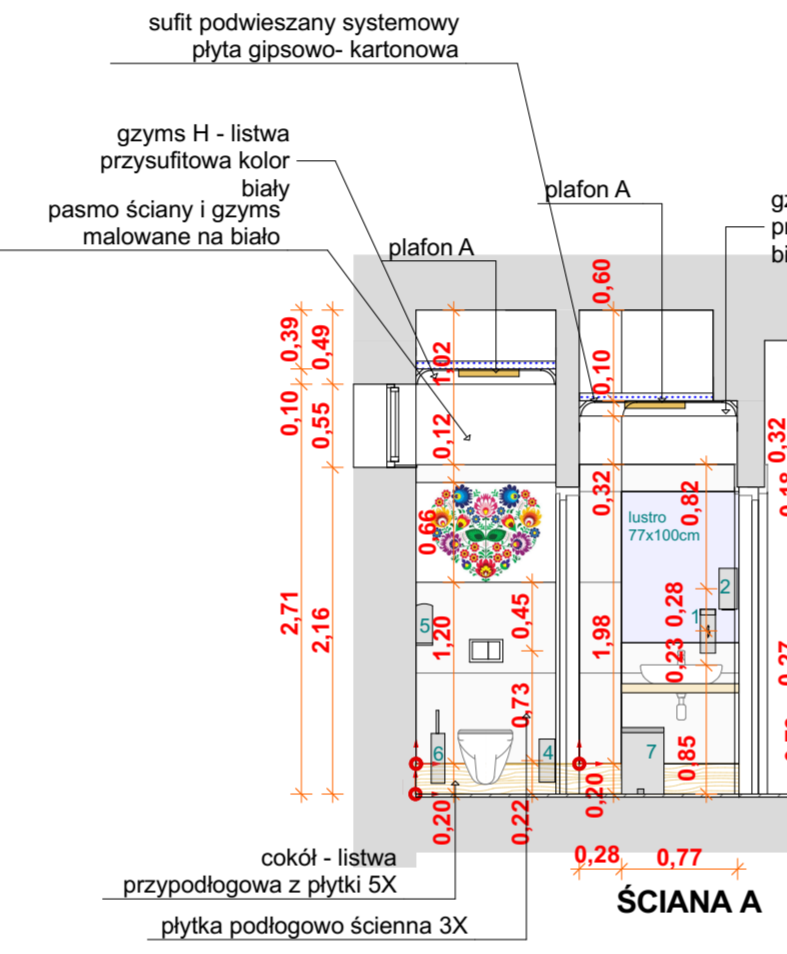 sufit podwieszany systemowy
płyta gipsowo- kartonowa
gzyms H - listwa
przysufitowa kolor
biały
pasmo ściany i gzyms
malowane na biało
plafon A
plafon A
0,60
0,39
0,49
1,02
0,10
0,10
0,55
0,12
0,32
0,32
0,82
0,66
lustro
77x100cm
2,71
2,16
5
1,20
0,45
1,98
0,28
1
2
0,23
0,73
6
4
7
0,85
0,20
0,22
0,20
0,28
0,77
cokół - listwa
przypodłogowa z płytki 5X
płytka podłogowo ścienna 3X
ŚCIANA A